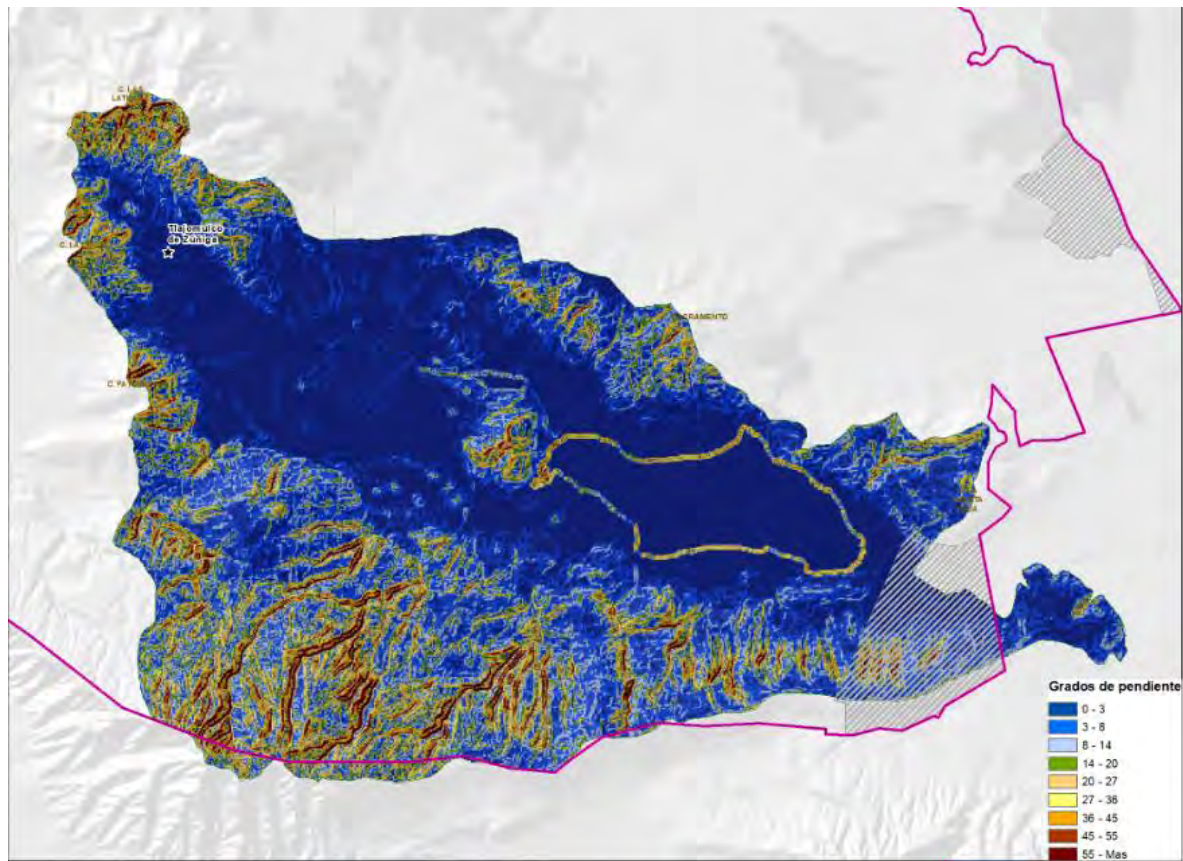 Tlajomulco
de Zúñiga
Grados de pendiente
0 - 3
3 - 8
8 - 14
14 - 20
20 - 27
27 - 36
36 - 45
45 - 55
55 - Mas